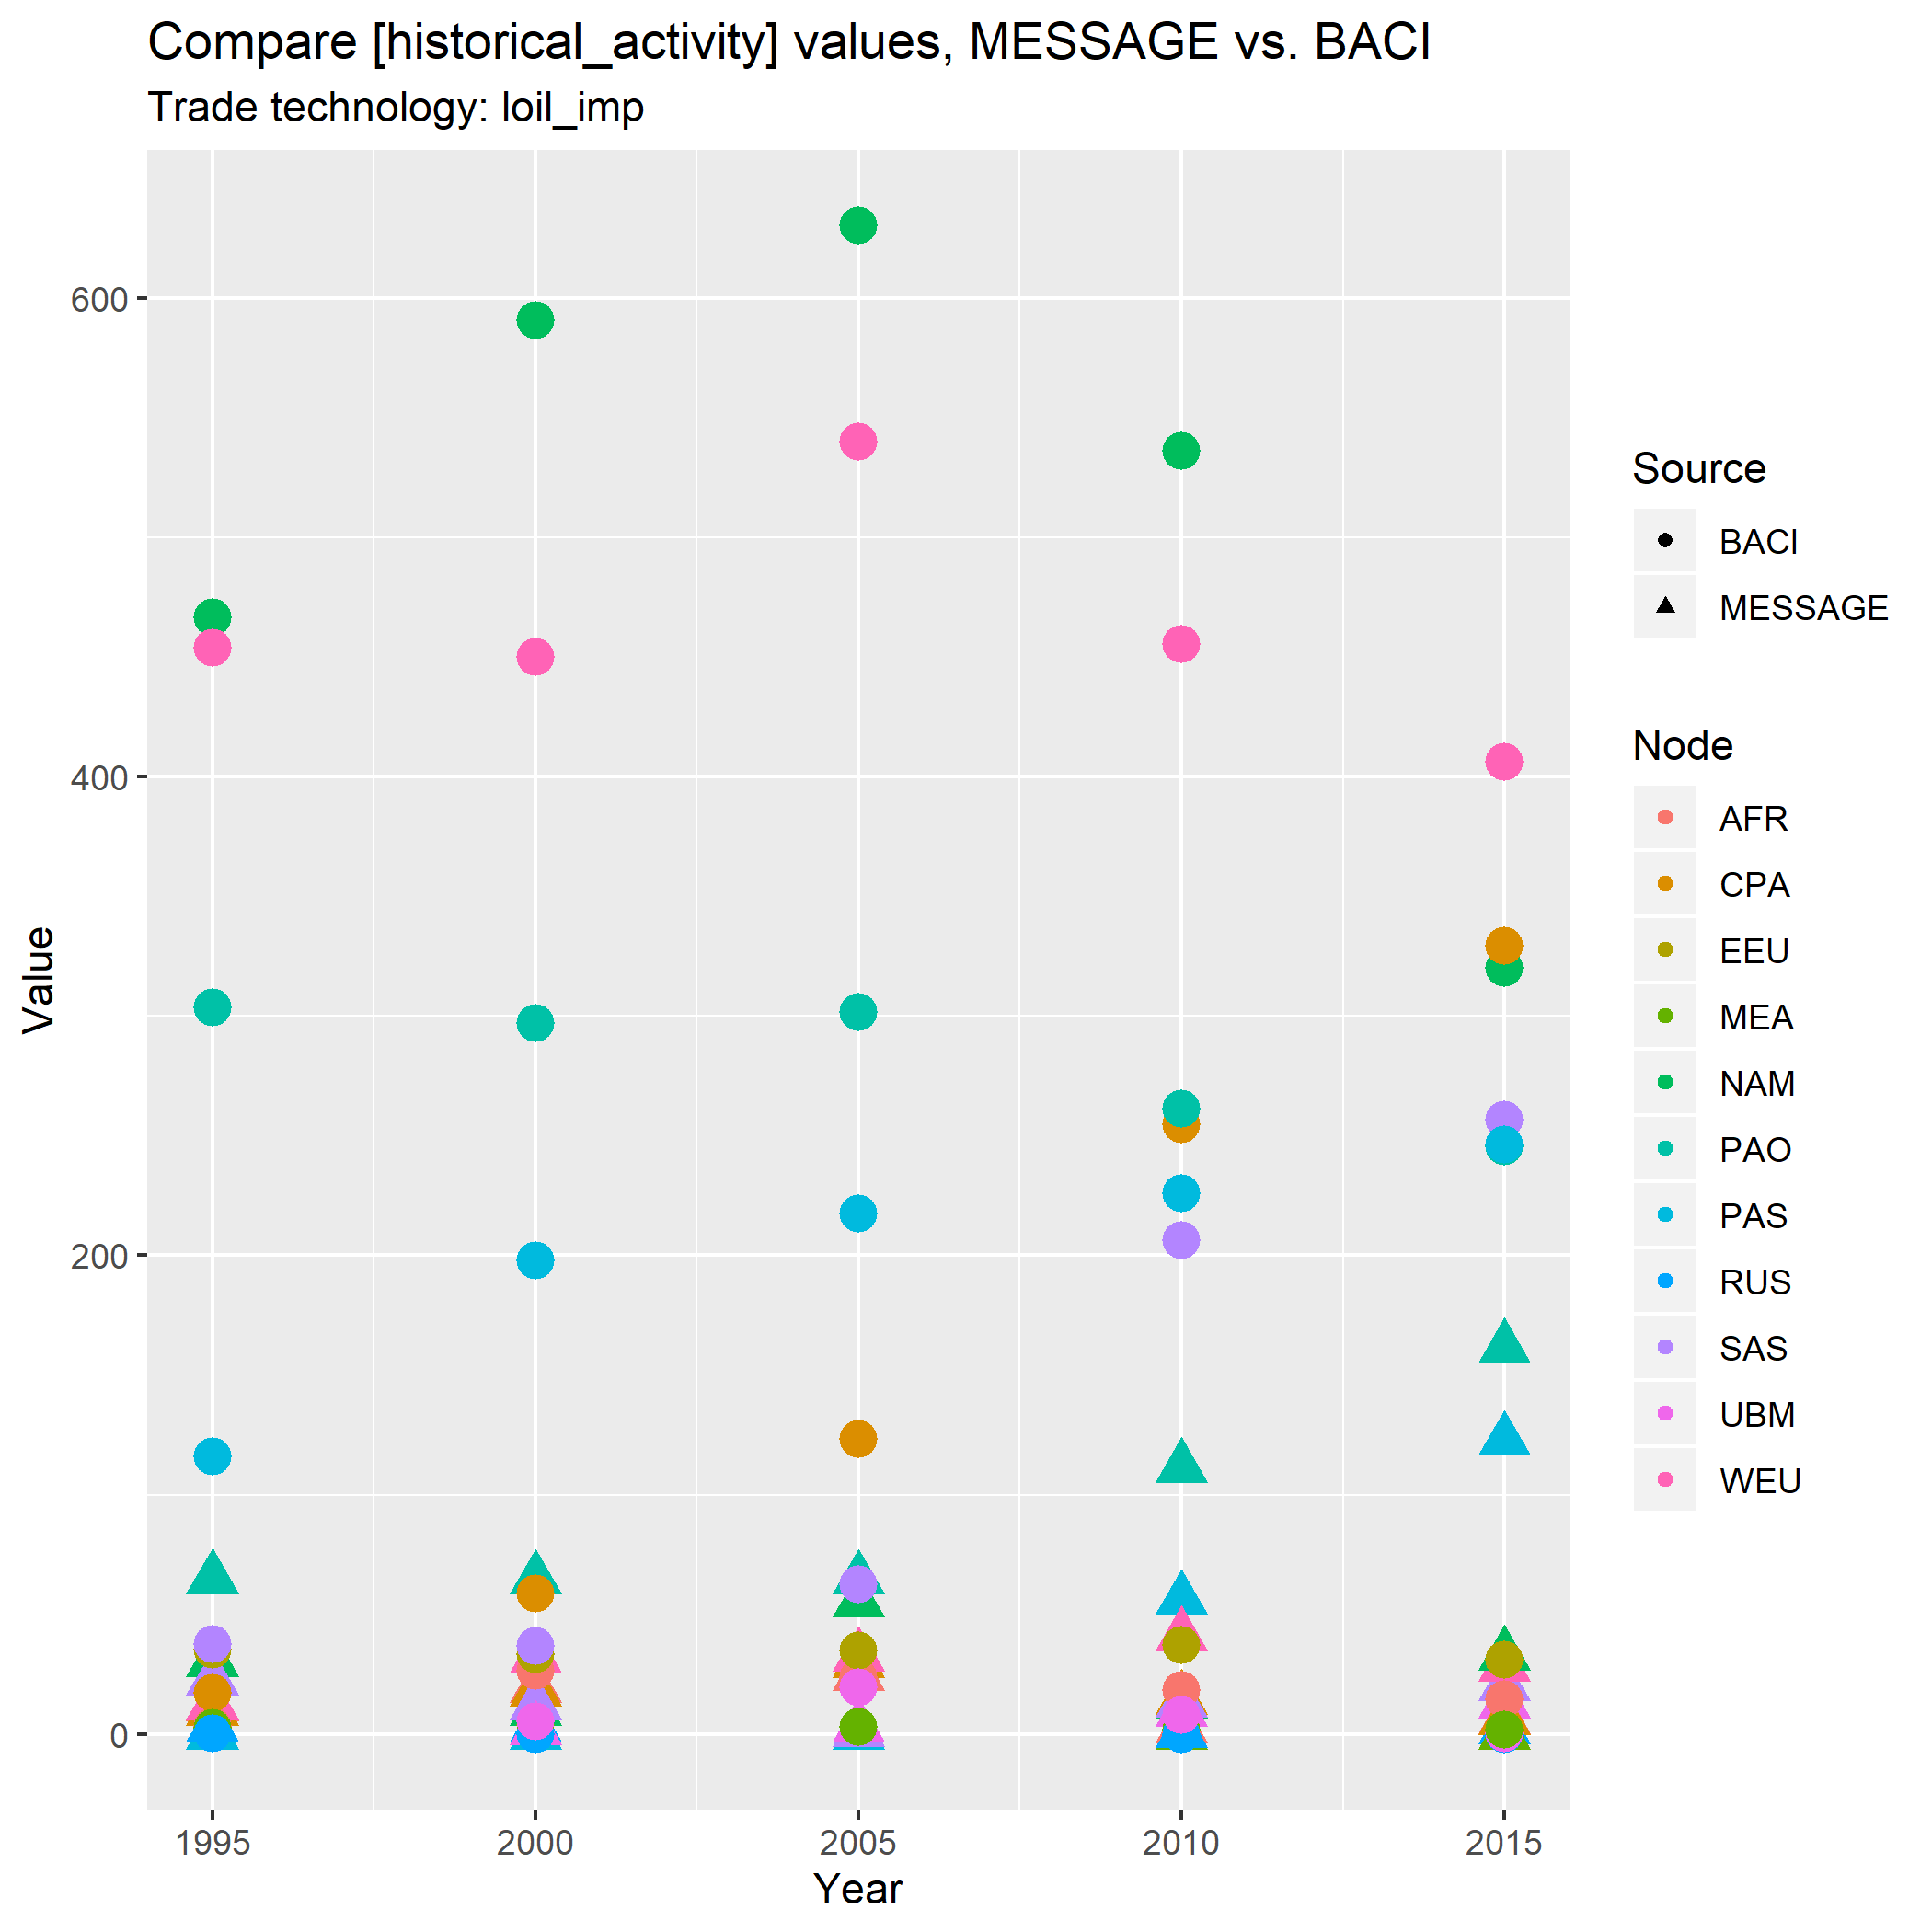 Compare [historical_activity] values, MESSAGE vs. BACI
Trade technology: loil_imp
600
400
200
0
Value
1995
2000
2005
2010
2015
Year
Source
BACI
MESSAGE
Node
AFR
CPA
EEU
MEA
NAM
PAO
PAS
RUS
SAS
UBM
WEU